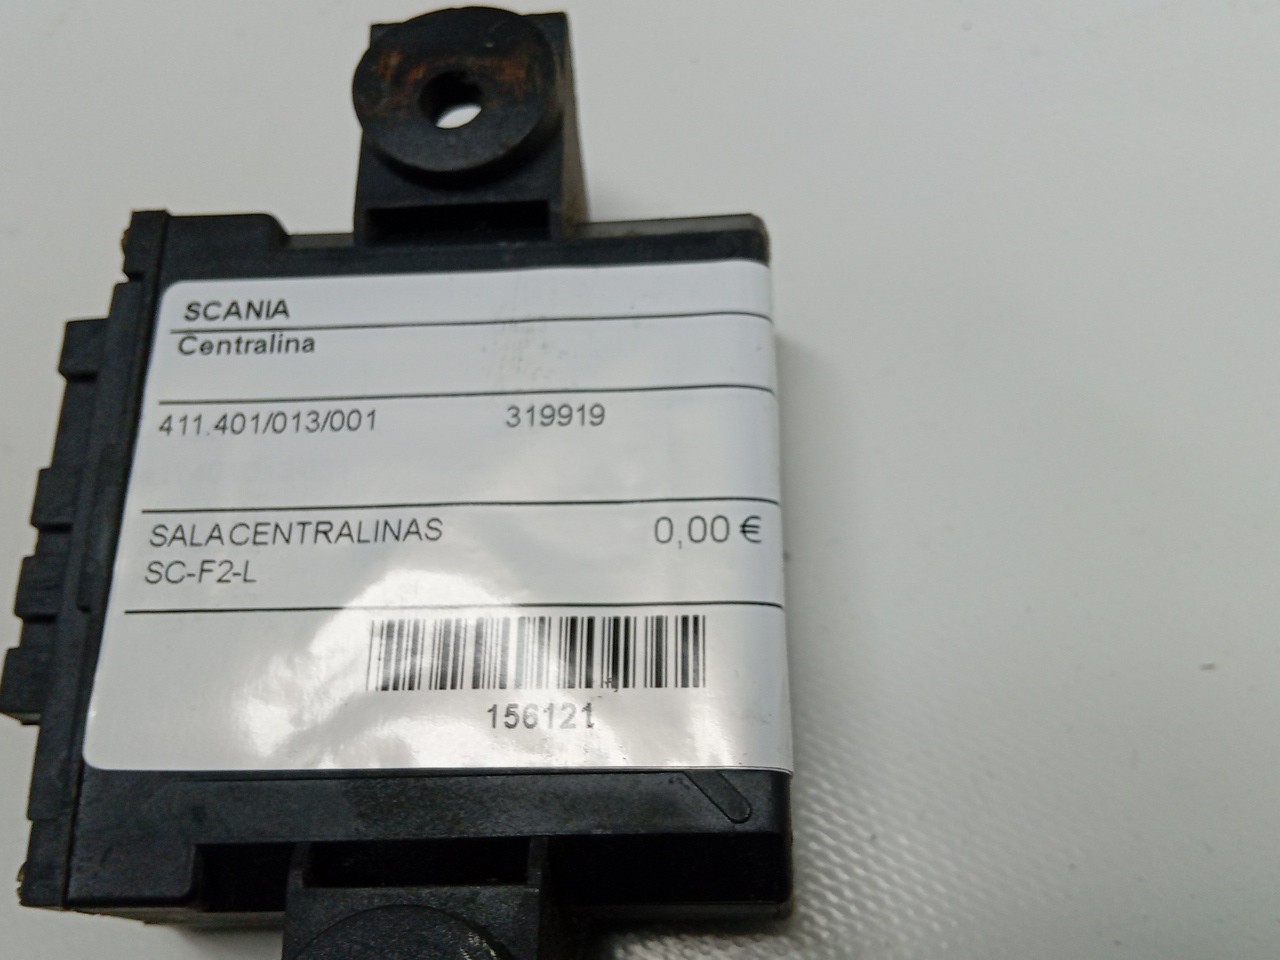 SCANIA
Centralina
411.401/013/001 319919
SALACENTRALINAS 0,00 €
SC-F2-L
156121